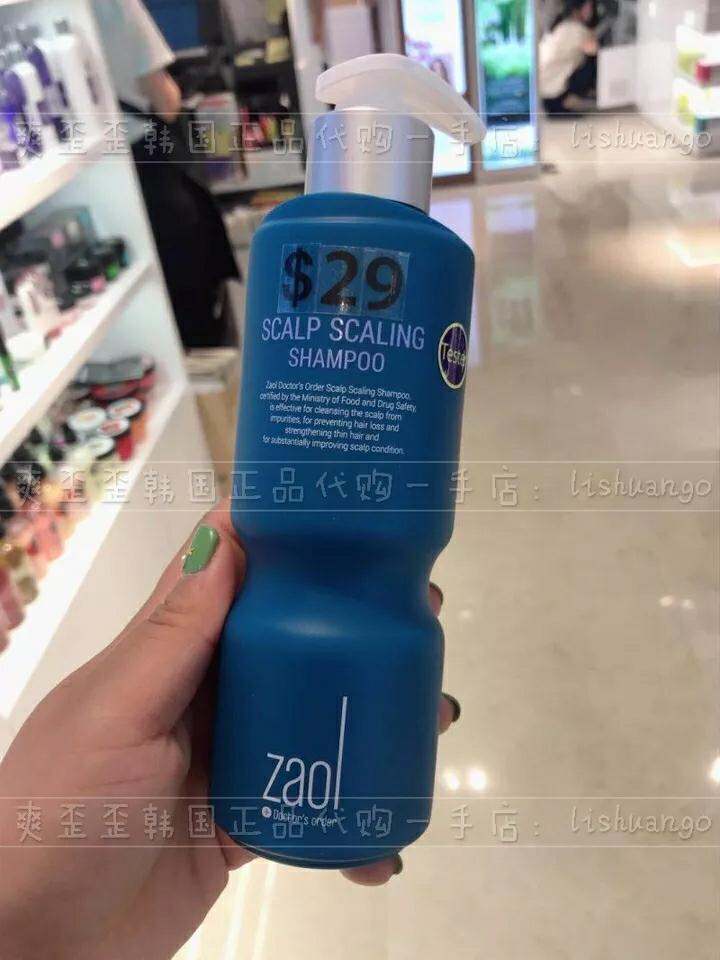 爽歪歪韩国正品代购一手店：lishuango
$29
SCALP SCALING
SHAMPOO
Tester
Zaol Doctor's Order Scalp Scaling Shampoo,
certified by the Ministry of Food and Drug Safety,
is effective for cleansing the scalp from
impurities, for preventing hair loss and
strengthening thin hair and
for substantially improving scalp condition.
爽歪歪韩国正品代购一手店：lishuango
zaol
Doctor's order
爽歪歪韩国正品代购一手店：lishuango